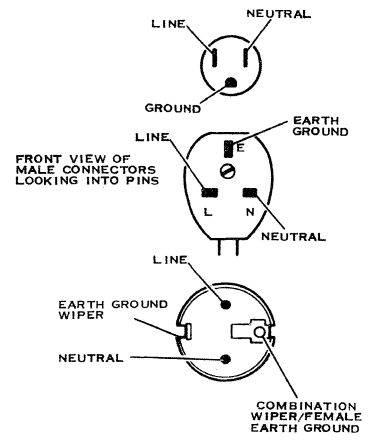 NEUTRAL
LINE
GROUND
EARTH
GROUND
LINE
E
FRONT VIEW OF
MALE CONNECTORS
LOOKING INTO PINS
L N
NEUTRAL
LINE
EARTH GROUND
WIPER
NEUTRAL
COMBINATION
WIPER/FEMALE
EARTH GROUND